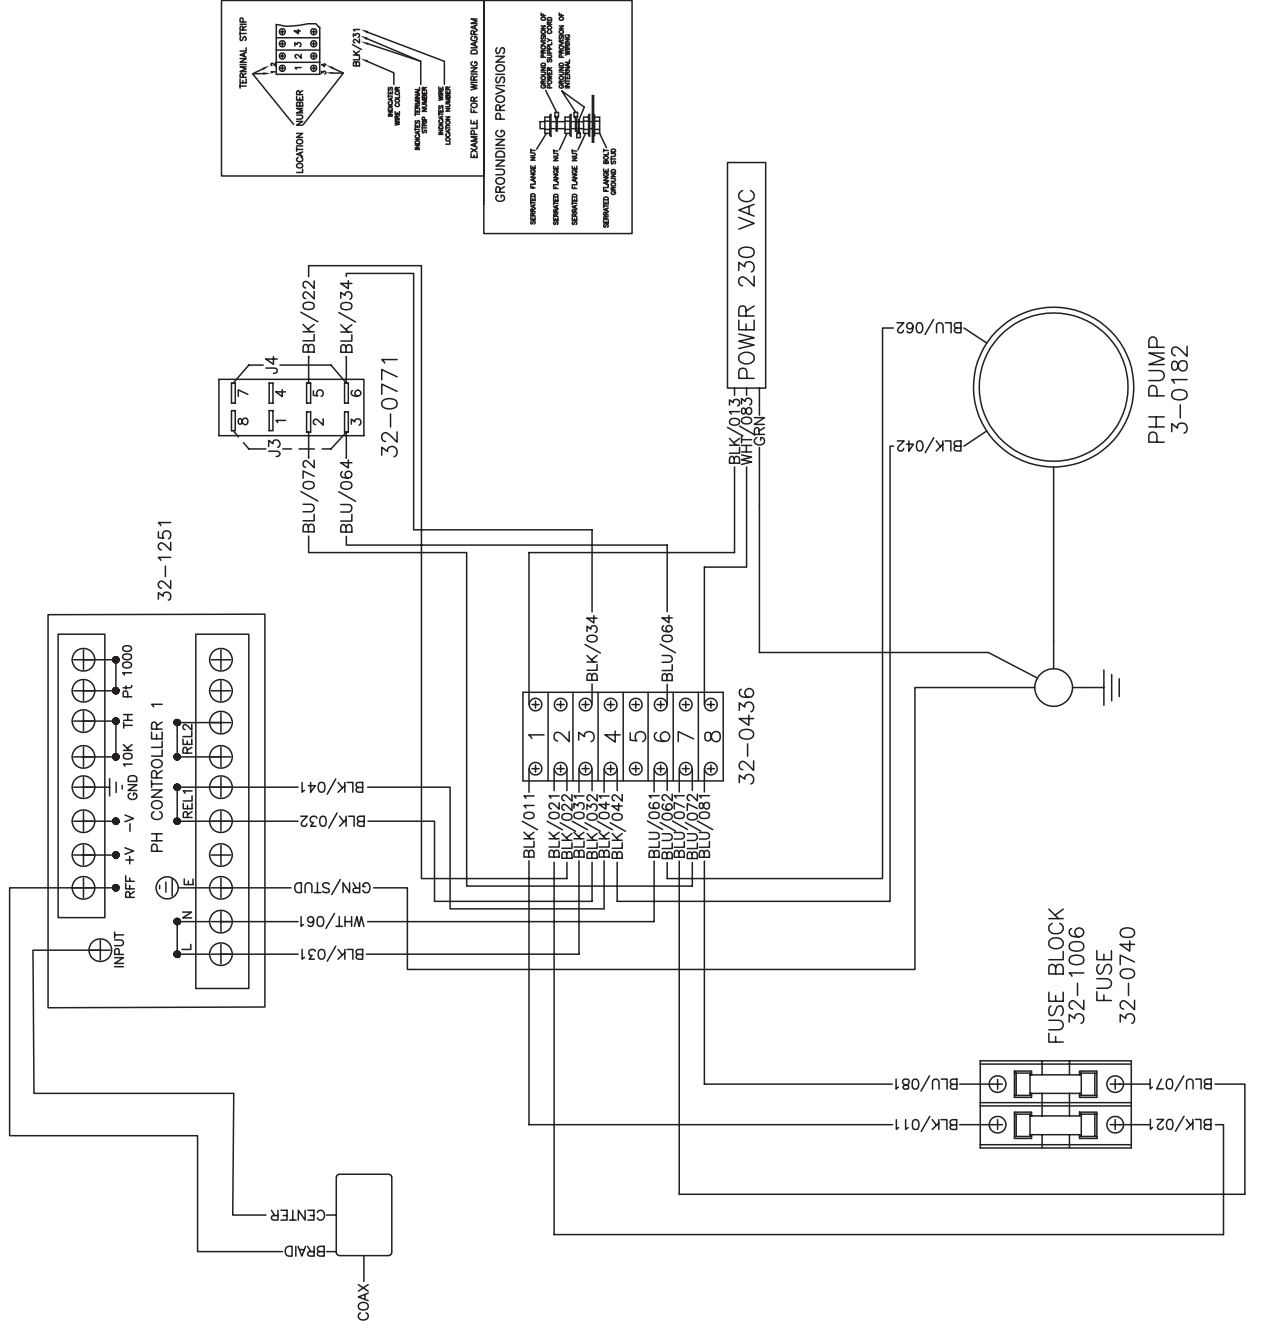 TERMINAL STRIP
1 2
1 2 3 4
3 4
LOCATION NUMBER
BLK/231
INDICATES
WIRE COLOR
INDICATES TERMINAL
STRIP NUMBER
INDICATES WIRE
LOCATION NUMBER
EXAMPLE FOR WIRING DIAGRAM
GROUNDING PROVISIONS
GROUND PROVISION OF
POWER SUPPLY CORD
GROUND PROVISION OF
INTERNAL WIRING
SERRATED FLANGE NUT
SERRATED FLANGE NUT
SERRATED FLANGE NUT
SERRATED FLANGE BOLT
GROUND STUD
J4
7 4 5 6
8 1 2 3
J3
BLK/022
BLK/034
BLU/072
BLU/064
32-0771
POWER 230 VAC
BLK/013
WHT/083
GRN
BLU/062
BLK/042
PH PUMP
3-0182
32-1251
RFF +V -V GND 10K TH Pt 1000
INPUT
PH CONTROLLER 1
L N E REL1 REL2
BLK/041
BLK/032
GRN/STUD
WHT/061
BLK/031
BLK/034
BLU/064
1 2 3 4 5 6 7 8
32-0436
BLK/011
BLK/021
BLK/022
BLK/031
BLK/032
BLK/041
BLK/042
BLU/061
BLU/062
BLU/071
BLU/072
BLU/081
FUSE BLOCK
32-1006
FUSE
32-0740
BLU/081
BLK/011
BLU/071
BLK/021
CENTER
BRAID
COAX